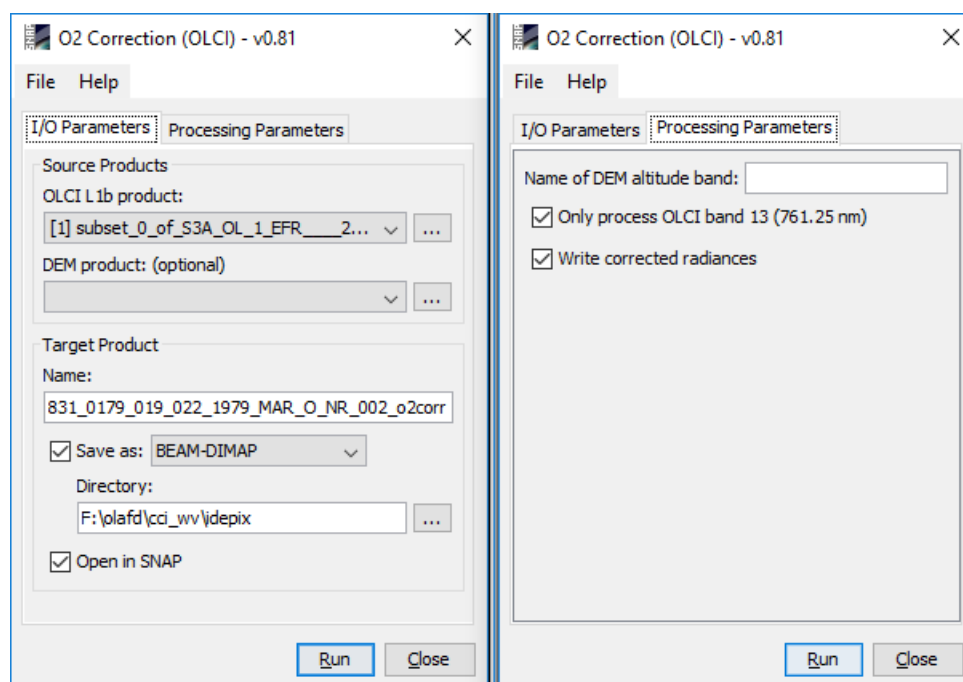 O2 Correction (OLCI) - v0.81
File Help
I/O Parameters Processing Parameters
Source Products
OLCI L1b product:
[1] subset_0_of_S3A_OL_1_EFR____2... ...
DEM product: (optional)
...
Target Product
Name:
831_0179_019_022_1979_MAR_O_NR_002_o2corr
Save as: BEAM-DIMAP
Directory:
F:\olafd\cci_wv\idepix ...
Open in SNAP
Run Close
O2 Correction (OLCI) - v0.81
File Help
I/O Parameters Processing Parameters
Name of DEM altitude band:
Only process OLCI band 13 (761.25 nm)
Write corrected radiances
Run Close